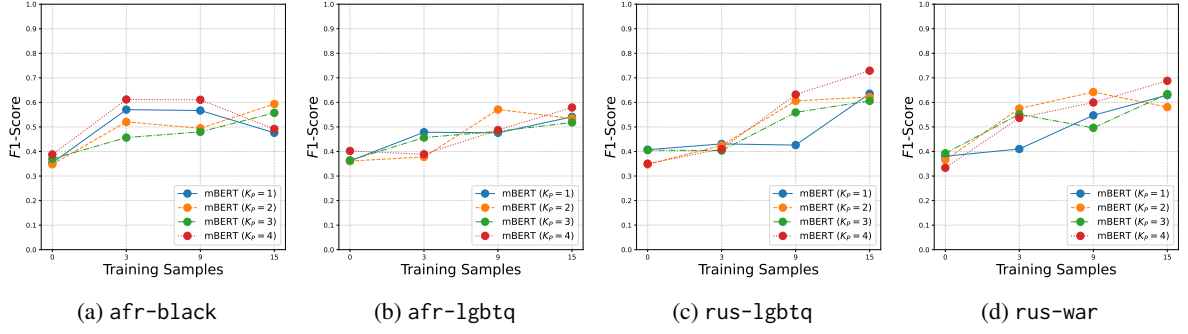 1.0
0.9
0.8
0.7
0.6
0.5
0.4
0.3
0.2
0.1
0.0
F1-Score
mBERT (K_P = 1)
mBERT (K_P = 2)
mBERT (K_P = 3)
mBERT (K_P = 4)
0 3 9 15
Training Samples
(a) afr-black
1.0
0.9
0.8
0.7
0.6
0.5
0.4
0.3
0.2
0.1
0.0
F1-Score
mBERT (K_P = 1)
mBERT (K_P = 2)
mBERT (K_P = 3)
mBERT (K_P = 4)
0 3 9 15
Training Samples
(b) afr-lgbtq
1.0
0.9
0.8
0.7
0.6
0.5
0.4
0.3
0.2
0.1
0.0
F1-Score
mBERT (K_P = 1)
mBERT (K_P = 2)
mBERT (K_P = 3)
mBERT (K_P = 4)
0 3 9 15
Training Samples
(c) rus-lgbtq
1.0
0.9
0.8
0.7
0.6
0.5
0.4
0.3
0.2
0.1
0.0
F1-Score
mBERT (K_P = 1)
mBERT (K_P = 2)
mBERT (K_P = 3)
mBERT (K_P = 4)
0 3 9 15
Training Samples
(d) rus-war